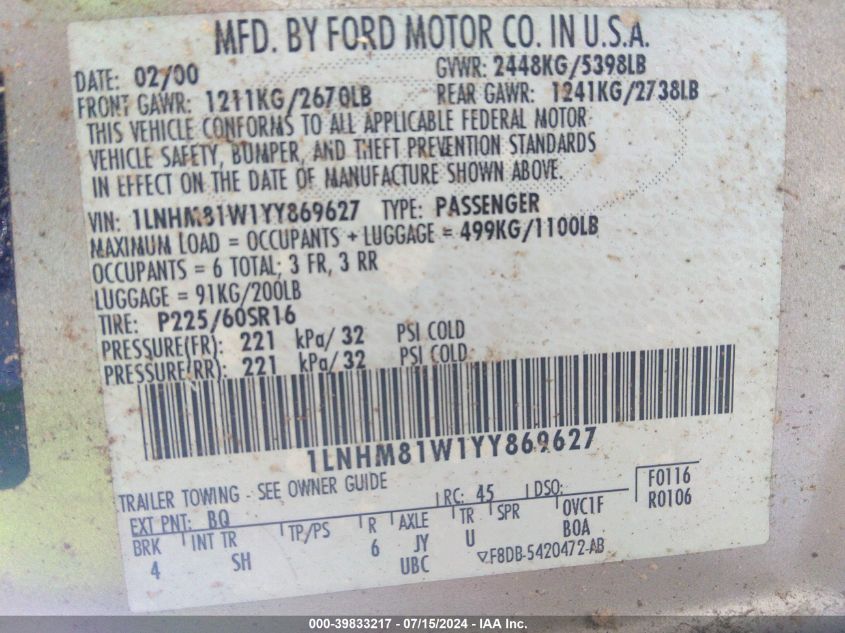 MFD. BY FORD MOTOR CO. IN U.S.A.
DATE: 02/00 GVWR: 2448KG/5398LB
FRONT GAWR: 1211KG/2670LB REAR GAWR: 1241KG/2738LB
THIS VEHICLE CONFORMS TO ALL APPLICABLE FEDERAL MOTOR
VEHICLE SAFETY, BUMPER, AND THEFT PREVENTION STANDARDS
IN EFFECT ON THE DATE OF MANUFACTURE SHOWN ABOVE.
VIN: 1LNHM81W1YY869627 TYPE: PASSENGER
MAXIMUM LOAD = OCCUPANTS + LUGGAGE = 499KG/1100LB
OCCUPANTS = 6 TOTAL; 3 FR, 3 RR
LUGGAGE = 91KG/200LB
TIRE: P225/60SR16
PRESSURE(FR): 221 kPa/ 32 PSI COLD
PRESSURE(RR): 221 kPa/ 32 PSI COLD
1LNHM81W1YY869627
TRAILER TOWING - SEE OWNER GUIDE
EXT PNT: BQ RC: 45 DSO: F0116
R0106
BRK INT TR TP/PS R AXLE TR SPR OVC1F
4 SH 6 JY U BOA
UBC ▽F8DB-5420472-AB
000-39833217 - 07/15/2024 - IAA Inc.